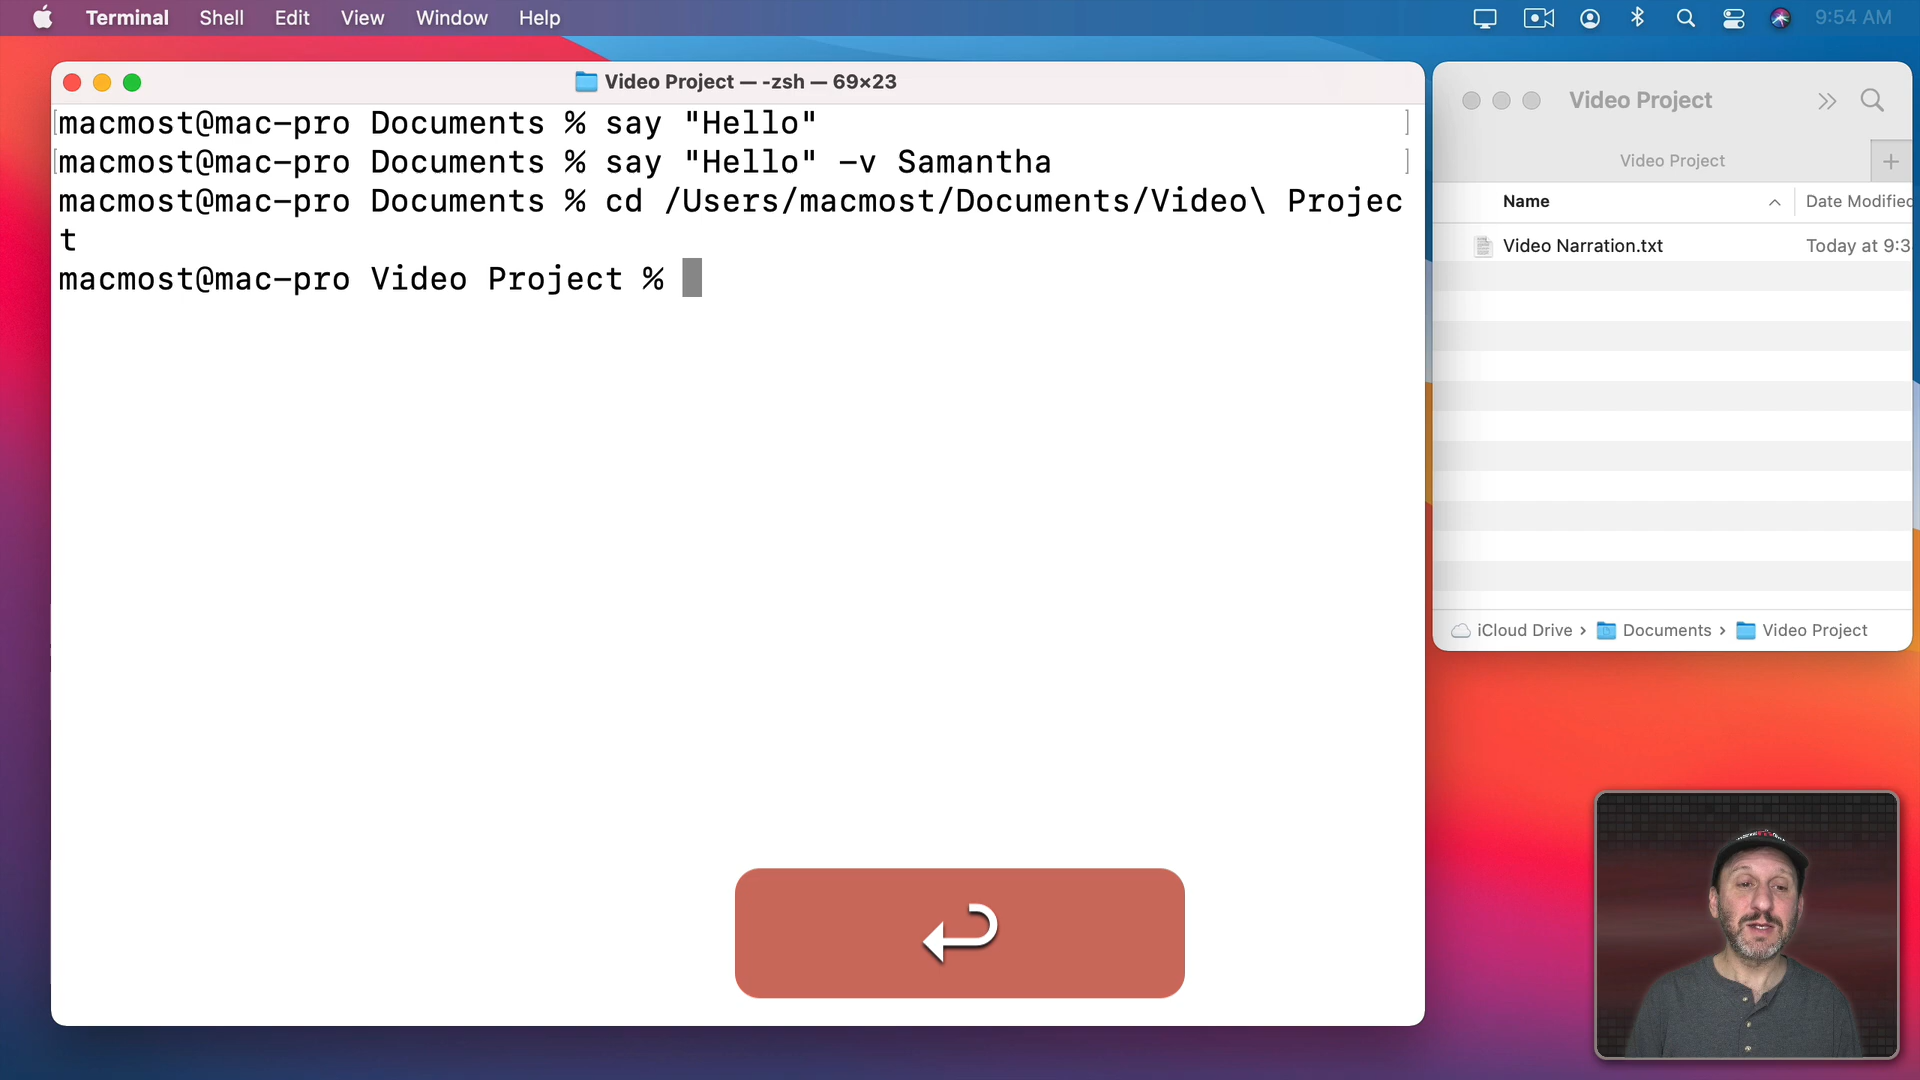 Terminal Shell Edit View Window Help 9:54 AM
Video Project — -zsh — 69×23
macmost@mac-pro Documents % say "Hello"
macmost@mac-pro Documents % say "Hello" -v Samantha
macmost@mac-pro Documents % cd /Users/macmost/Documents/Video\ Projec
t
macmost@mac-pro Video Project %
Video Project
Video Project
Name Date Modified
Video Narration.txt Today at 9:3
iCloud Drive › Documents › Video Project